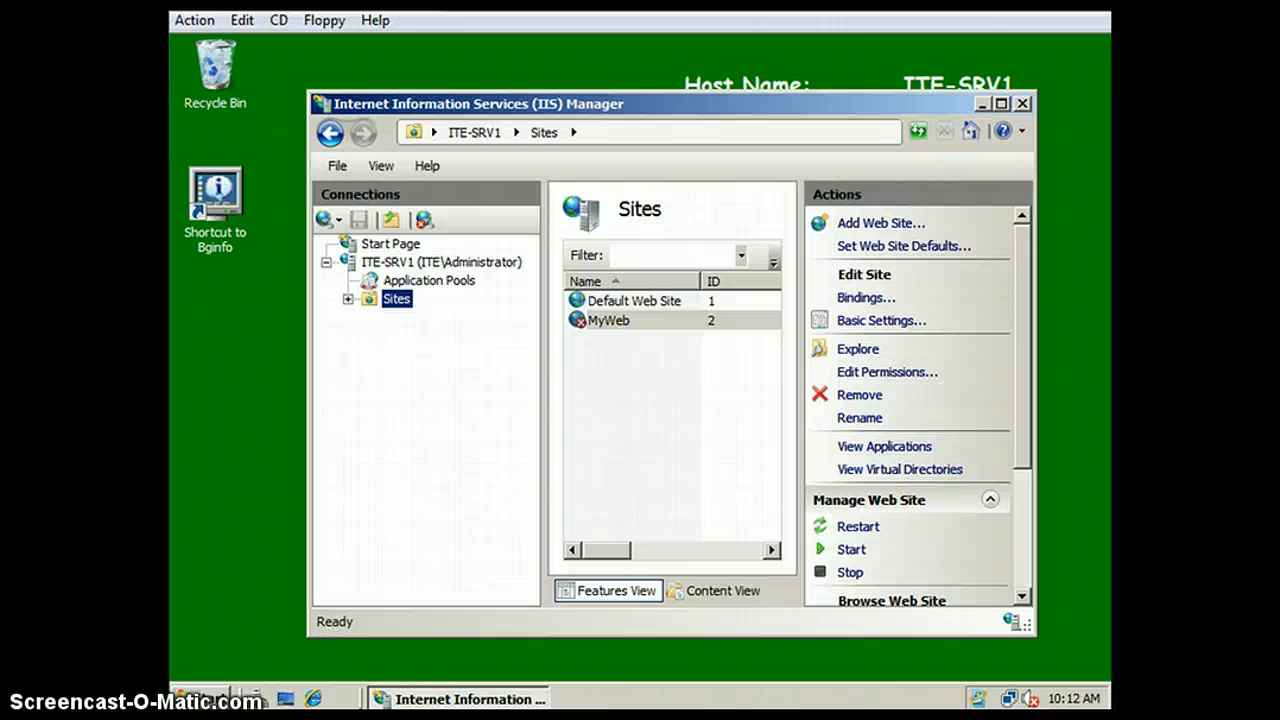 Action Edit CD Floppy Help
Recycle Bin
Host Name: ITE-SRV1
Internet Information Services (IIS) Manager
ITE-SRV1 Sites
File View Help
Connections
Start Page
ITE-SRV1 (ITE\Administrator)
Application Pools
Sites
Sites
Filter:
Name ID
Default Web Site 1
MyWeb 2
Features View Content View
Actions
Add Web Site...
Set Web Site Defaults...
Edit Site
Bindings...
Basic Settings...
Explore
Edit Permissions...
Remove
Rename
View Applications
View Virtual Directories
Manage Web Site
Restart
Start
Stop
Browse Web Site
Ready
Shortcut to
Bginfo
Internet Information ...
10:12 AM
Screencast-O-Matic.com